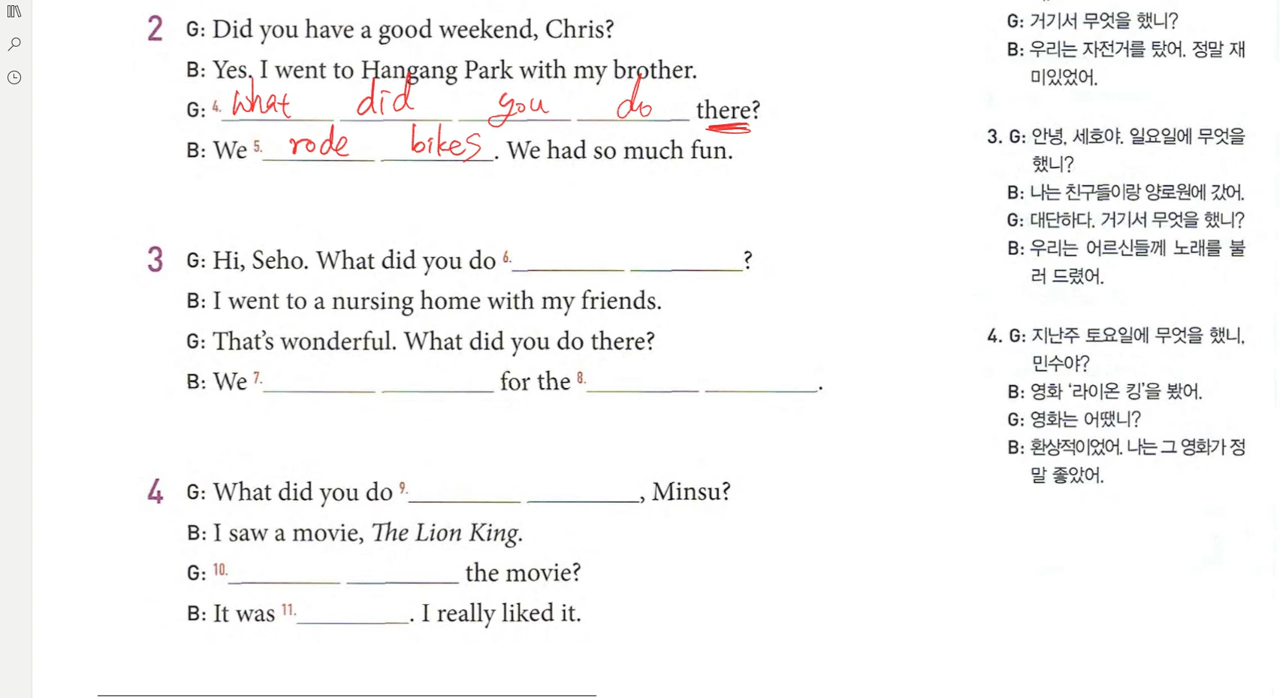 2 G: Did you have a good weekend, Chris?
B: Yes, I went to Hangang Park with my brother.
G: 4. what did you do there?
B: We 5. rode bikes. We had so much fun.
3 G: Hi, Seho. What did you do 6. ?
B: I went to a nursing home with my friends.
G: That's wonderful. What did you do there?
B: We 7. for the 8. .
4 G: What did you do 9. , Minsu?
B: I saw a movie, The Lion King.
G: 10. the movie?
B: It was 11. . I really liked it.
G: 거기서 무엇을 했니?
B: 우리는 자전거를 탔어. 정말 재
미있었어.
3. G: 안녕, 세호야. 일요일에 무엇을
했니?
B: 나는 친구들이랑 양로원에 갔어.
G: 대단하다. 거기서 무엇을 했니?
B: 우리는 어르신들께 노래를 불
러 드렸어.
4. G: 지난주 토요일에 무엇을 했니,
민수야?
B: 영화 '라이온 킹'을 봤어.
G: 영화는 어땠니?
B: 환상적이었어. 나는 그 영화가 정
말 좋았어.